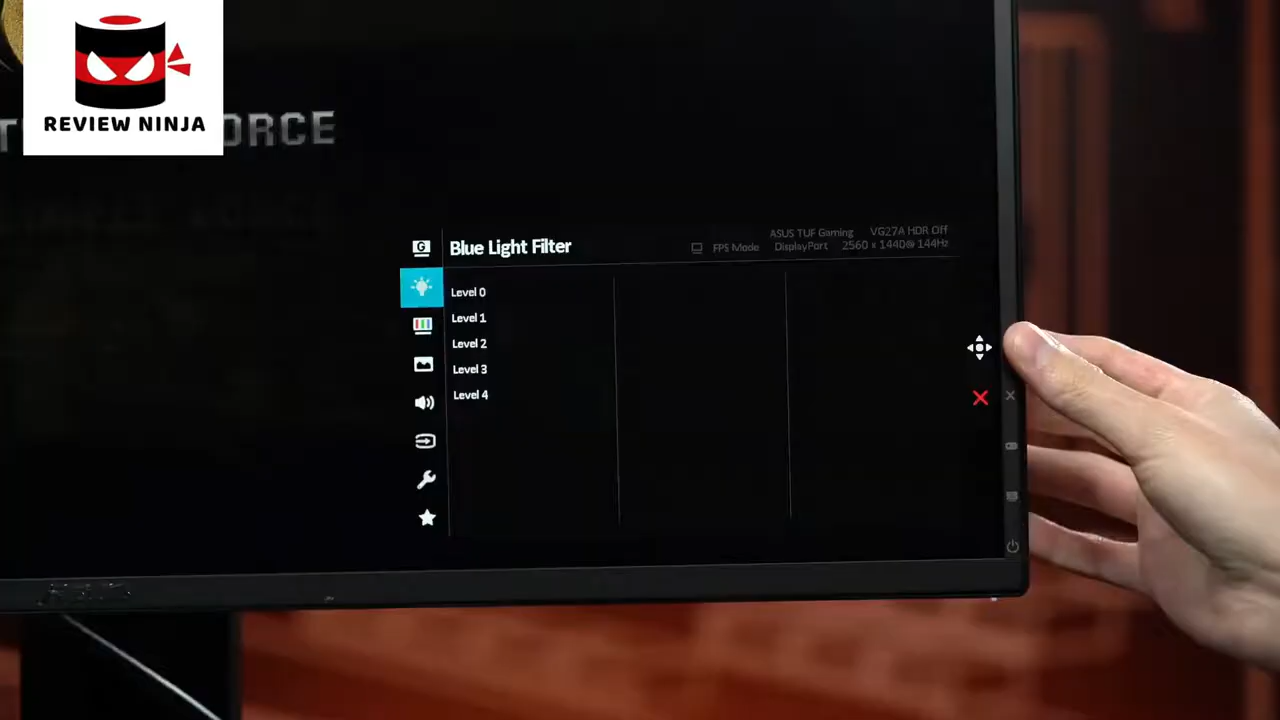 REVIEW NINJA
ORCE
Blue Light Filter
ASUS TUF Gaming VG27A HDR Off
FPS Mode DisplayPort 2560 x 1440@ 144Hz
Level 0
Level 1
Level 2
Level 3
Level 4